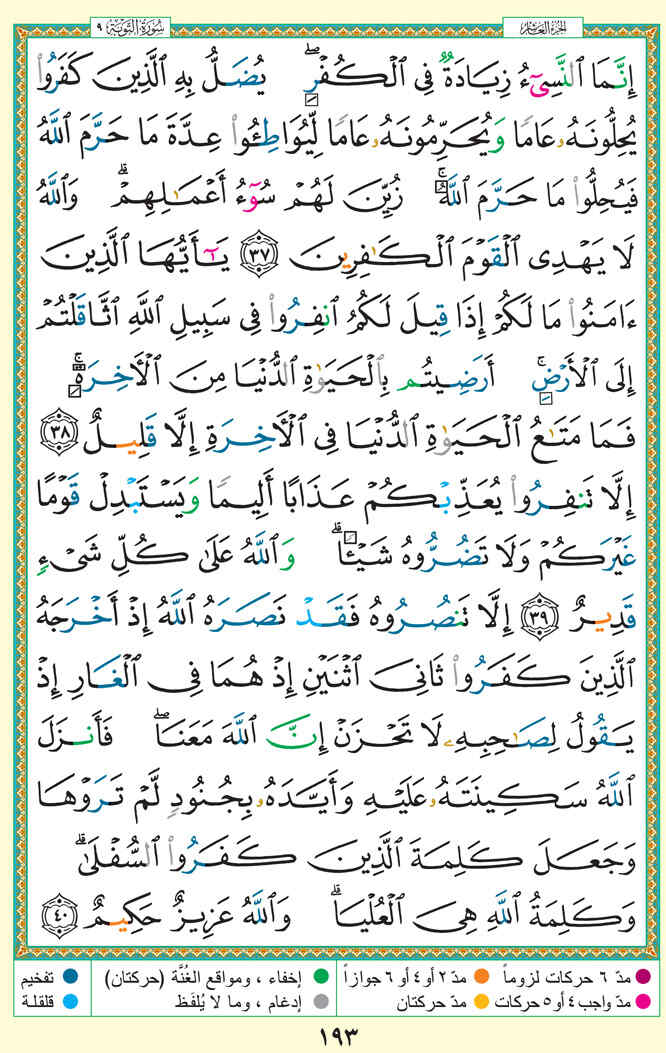 سُورَةُ التَّوْبَةِ ٩
الجزء العاشر
إِنَّمَا ٱلنَّسِىٓءُ زِيَادَةٌ فِى ٱلْكُفْرِ ۖ يُضَلُّ بِهِ ٱلَّذِينَ كَفَرُوا۟
يُحِلُّونَهُۥ عَامًا وَيُحَرِّمُونَهُۥ عَامًا لِّيُوَاطِـُٔوا۟ عِدَّةَ مَا حَرَّمَ ٱللَّهُ
فَيُحِلُّوا۟ مَا حَرَّمَ ٱللَّهُ ۚ زُيِّنَ لَهُمْ سُوٓءُ أَعْمَـٰلِهِمْ ۗ وَٱللَّهُ
لَا يَهْدِى ٱلْقَوْمَ ٱلْكَـٰفِرِينَ ٣٧ يَـٰٓأَيُّهَا ٱلَّذِينَ
ءَامَنُوا۟ مَا لَكُمْ إِذَا قِيلَ لَكُمُ ٱنفِرُوا۟ فِى سَبِيلِ ٱللَّهِ ٱثَّاقَلْتُمْ
إِلَى ٱلْأَرْضِ ۚ أَرَضِيتُم بِٱلْحَيَوٰةِ ٱلدُّنْيَا مِنَ ٱلْـَٔاخِرَةِ ۚ
فَمَا مَتَـٰعُ ٱلْحَيَوٰةِ ٱلدُّنْيَا فِى ٱلْـَٔاخِرَةِ إِلَّا قَلِيلٌ ٣٨
إِلَّا تَنفِرُوا۟ يُعَذِّبْكُمْ عَذَابًا أَلِيمًا وَيَسْتَبْدِلْ قَوْمًا
غَيْرَكُمْ وَلَا تَضُرُّوهُ شَيْـًٔا ۗ وَٱللَّهُ عَلَىٰ كُلِّ شَىْءٍ
قَدِيرٌ ٣٩ إِلَّا تَنصُرُوهُ فَقَدْ نَصَرَهُ ٱللَّهُ إِذْ أَخْرَجَهُ
ٱلَّذِينَ كَفَرُوا۟ ثَانِىَ ٱثْنَيْنِ إِذْ هُمَا فِى ٱلْغَارِ إِذْ
يَقُولُ لِصَـٰحِبِهِۦ لَا تَحْزَنْ إِنَّ ٱللَّهَ مَعَنَا ۖ فَأَنزَلَ
ٱللَّهُ سَكِينَتَهُۥ عَلَيْهِ وَأَيَّدَهُۥ بِجُنُودٍ لَّمْ تَرَوْهَا
وَجَعَلَ كَلِمَةَ ٱلَّذِينَ كَفَرُوا۟ ٱلسُّفْلَىٰ ۗ
وَكَلِمَةُ ٱللَّهِ هِىَ ٱلْعُلْيَا ۗ وَٱللَّهُ عَزِيزٌ حَكِيمٌ ٤٠
مدّ ٦ حركات لزوماً مدّ ٢ أو ٤ أو ٦ جوازاً إخفاء ، ومواقع الغُنَّة (حركتان) تفخيم
مدّ واجب ٤ أو ٥ حركات مدّ حركتان إدغام ، وما لا يُلفَظ قلقلة
١٩٣